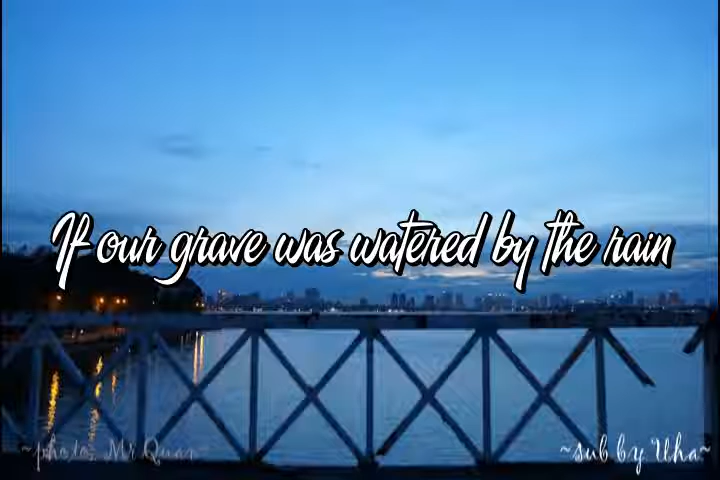 If our grave was watered by the rain
~photo: Mr Quan
~sub by Uha~